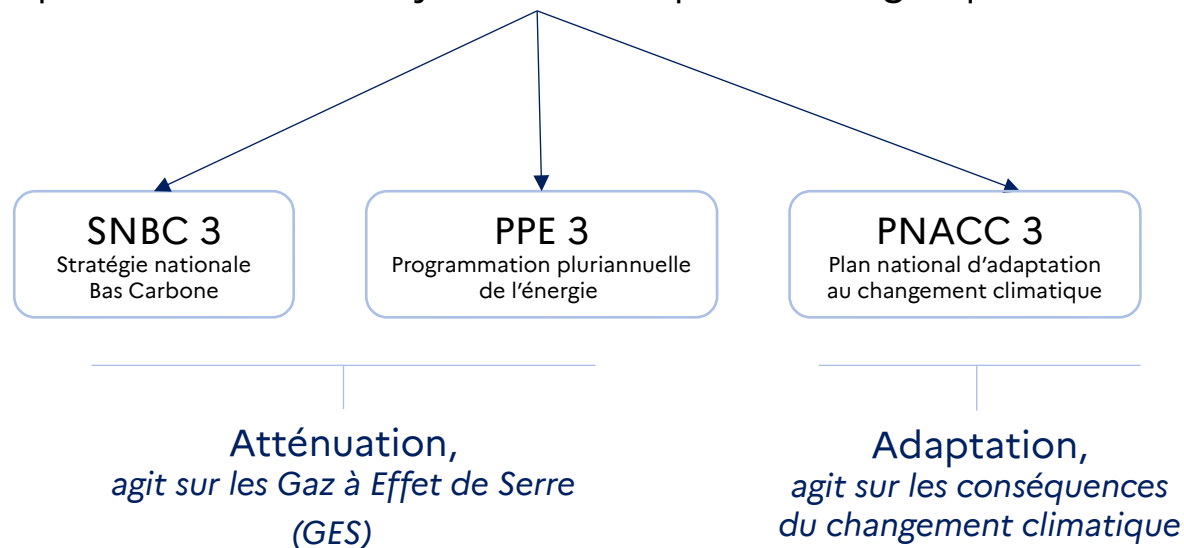 SNBC 3
Stratégie nationale
Bas Carbone
PPE 3
Programmation pluriannuelle
de l'énergie
PNACC 3
Plan national d'adaptation
au changement climatique
Atténuation,
agit sur les Gaz à Effet de Serre
(GES)
Adaptation,
agit sur les conséquences
du changement climatique